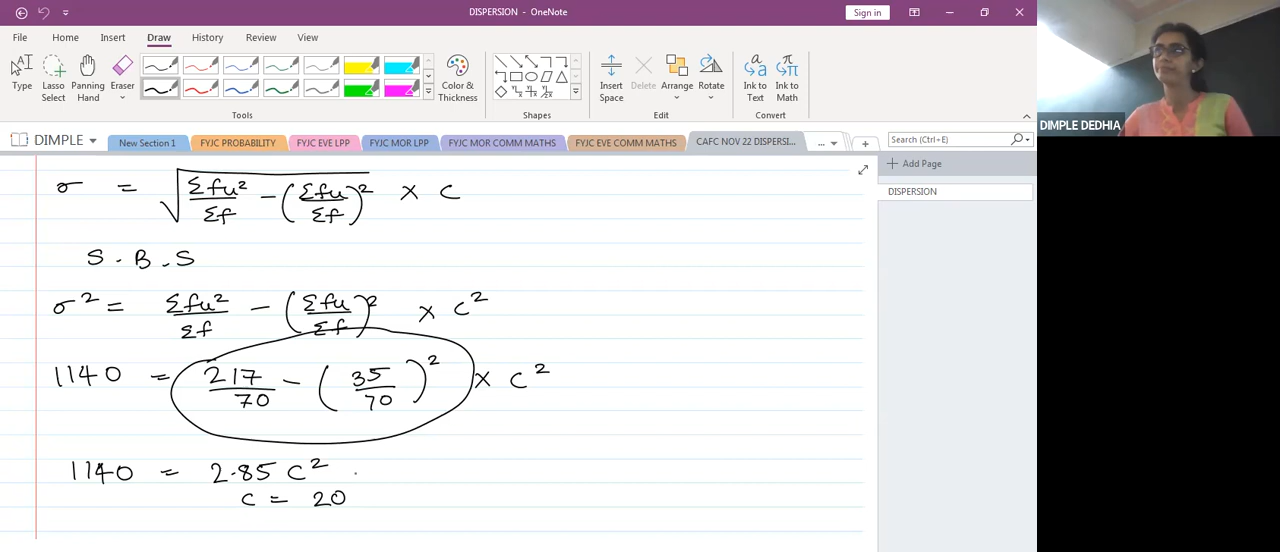 DISPERSION - OneNote
Sign in
File Home Insert Draw History Review View
Type
Lasso Select
Panning Hand
Eraser
Color & Thickness
Insert Space
Delete
Arrange
Rotate
Ink to Text
Ink to Math
Tools
Shapes
Edit
Convert
DIMPLE
New Section 1
FYJC PROBABILITY
FYJC EVE LPP
FYJC MOR LPP
FYJC MOR COMM MATHS
FYJC EVE COMM MATHS
CAFC NOV 22 DISPERSI...
...
Search (Ctrl+E)
DIMPLE DEDHIA
Add Page
DISPERSION
σ = √(Σfu²/Σf - (Σfu/Σf)²) × c
S.B.S
σ² = Σfu²/Σf - (Σfu/Σf)² × c²
1140 = 217/70 - (35/70)² × c²
1140 = 2.85 c²
c = 20